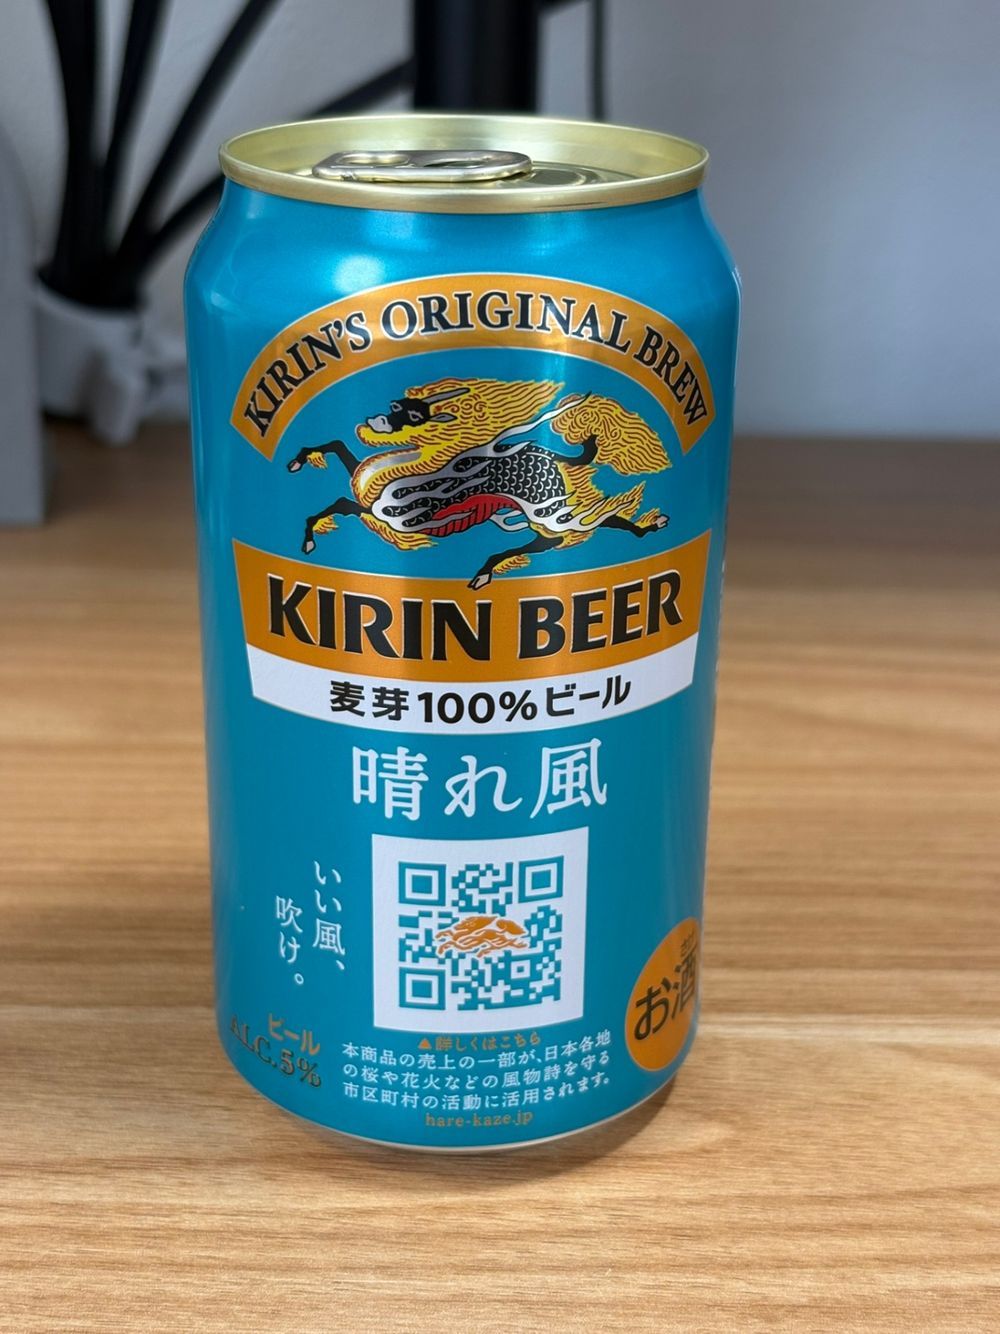 KIRIN'S ORIGINAL BREW
KIRIN BEER
麦芽100%ビール
晴れ風
いい風、
吹け。
ビール
ALC.5%
▲詳しくはこちら
本商品の売上の一部が、日本各地
の桜や花火などの風物詩を守る
市区町村の活動に活用されます。
hare-kaze.jp
さけ
お酒